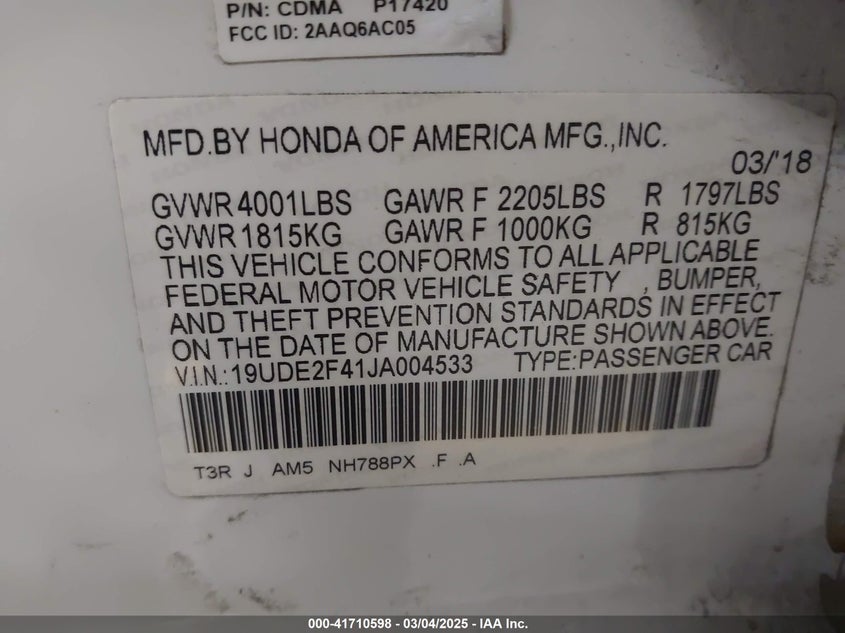 P/N: CDMA P17420
FCC ID: 2AAQ6AC05
MFD.BY HONDA OF AMERICA MFG.,INC.
03/'18
GVWR 4001LBS GAWR F 2205LBS R 1797LBS
GVWR 1815KG GAWR F 1000KG R 815KG
THIS VEHICLE CONFORMS TO ALL APPLICABLE
FEDERAL MOTOR VEHICLE SAFETY , BUMPER,
AND THEFT PREVENTION STANDARDS IN EFFECT
ON THE DATE OF MANUFACTURE SHOWN ABOVE.
V.I.N.: 19UDE2F41JA004533 TYPE:PASSENGER CAR
T3R J AM5 NH788PX .F .A
000-41710598 - 03/04/2025 - IAA Inc.